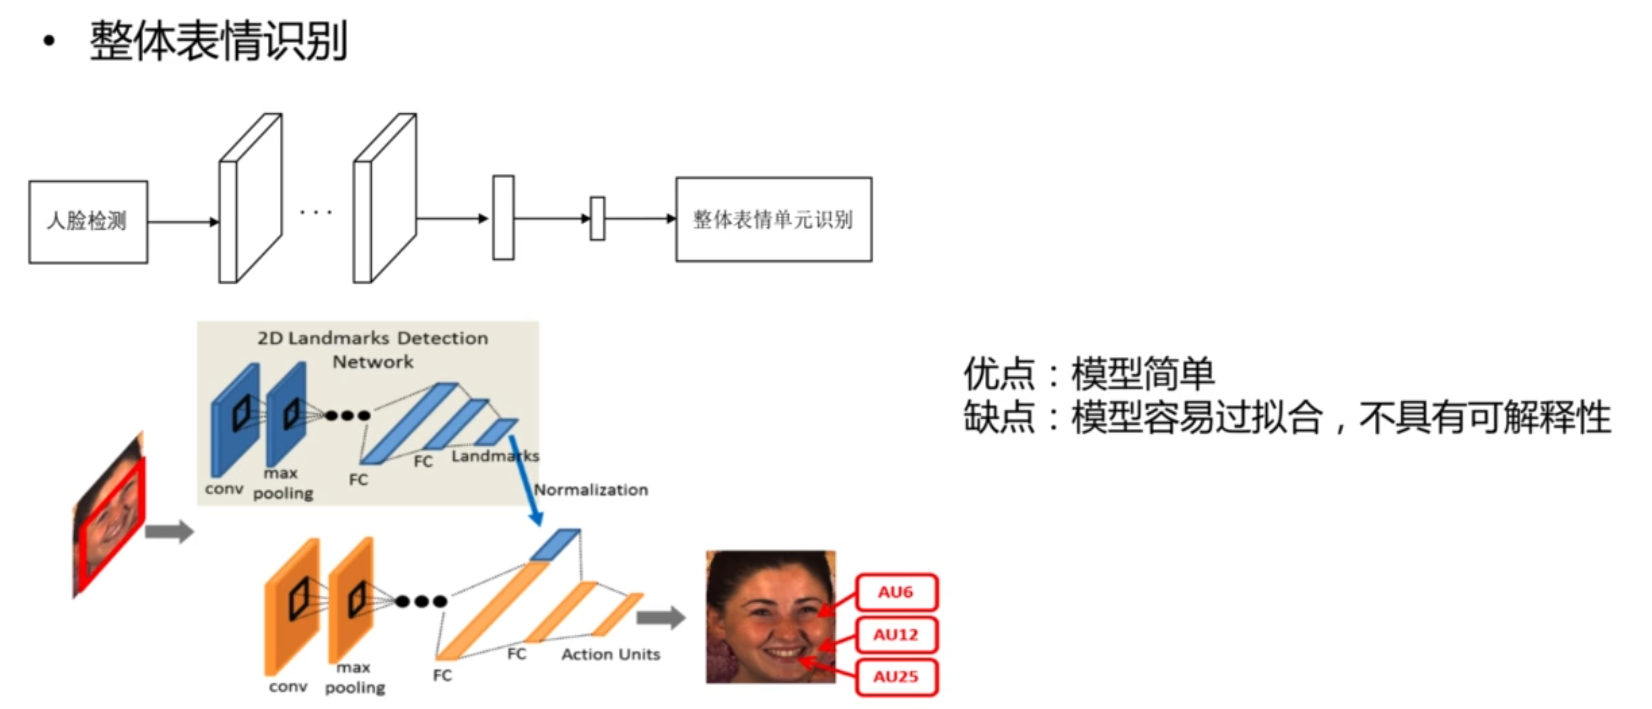 • 整体表情识别
人脸检测
...
整体表情单元识别
2D Landmarks Detection
Network
conv
max
pooling
FC
FC
Landmarks
Normalization
conv
max
pooling
FC
FC
Action Units
AU6
AU12
AU25
优点：模型简单
缺点：模型容易过拟合，不具有可解释性